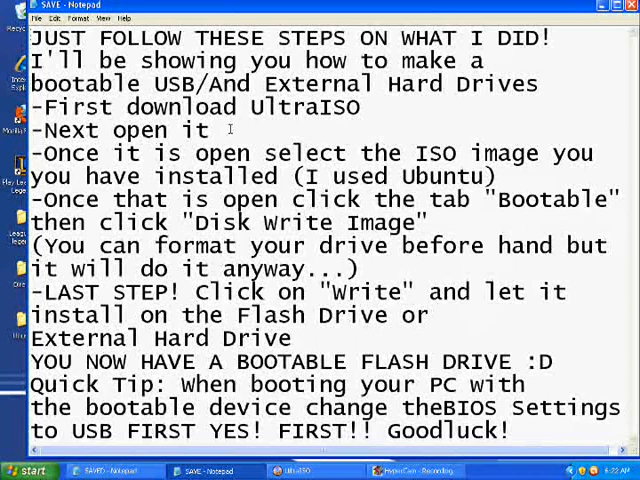 SAVE - Notepad
File Edit Format View Help
JUST FOLLOW THESE STEPS ON WHAT I DID!
I'll be showing you how to make a
bootable USB/And External Hard Drives
-First download UltraISO
-Next open it
-Once it is open select the ISO image you
you have installed (I used Ubuntu)
-Once that is open click the tab "Bootable"
then click "Disk Write Image"
(You can format your drive before hand but
it will do it anyway...)
-LAST STEP! Click on "Write" and let it
install on the Flash Drive or
External Hard Drive
YOU NOW HAVE A BOOTABLE FLASH DRIVE :D
Quick Tip: When booting your PC with
the bootable device change theBIOS Settings
to USB FIRST YES! FIRST!! Goodluck!
start SAVED - Notepad SAVE - Notepad UltraISO HyperCam - Recording 6:22 AM